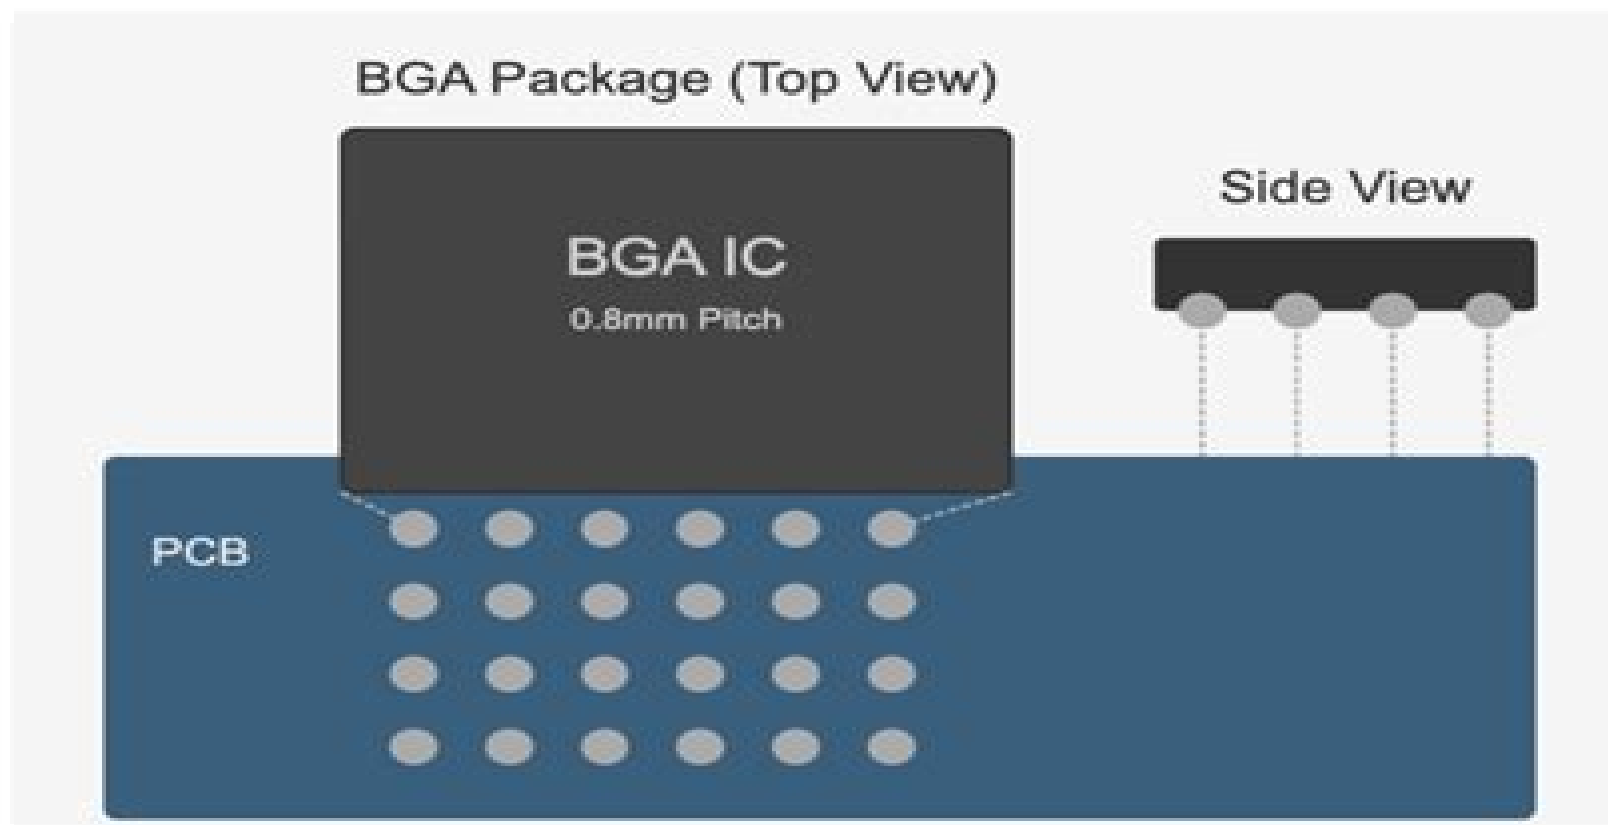 BGA Package (Top View)
Side View
BGA IC
0.8mm Pitch
PCB